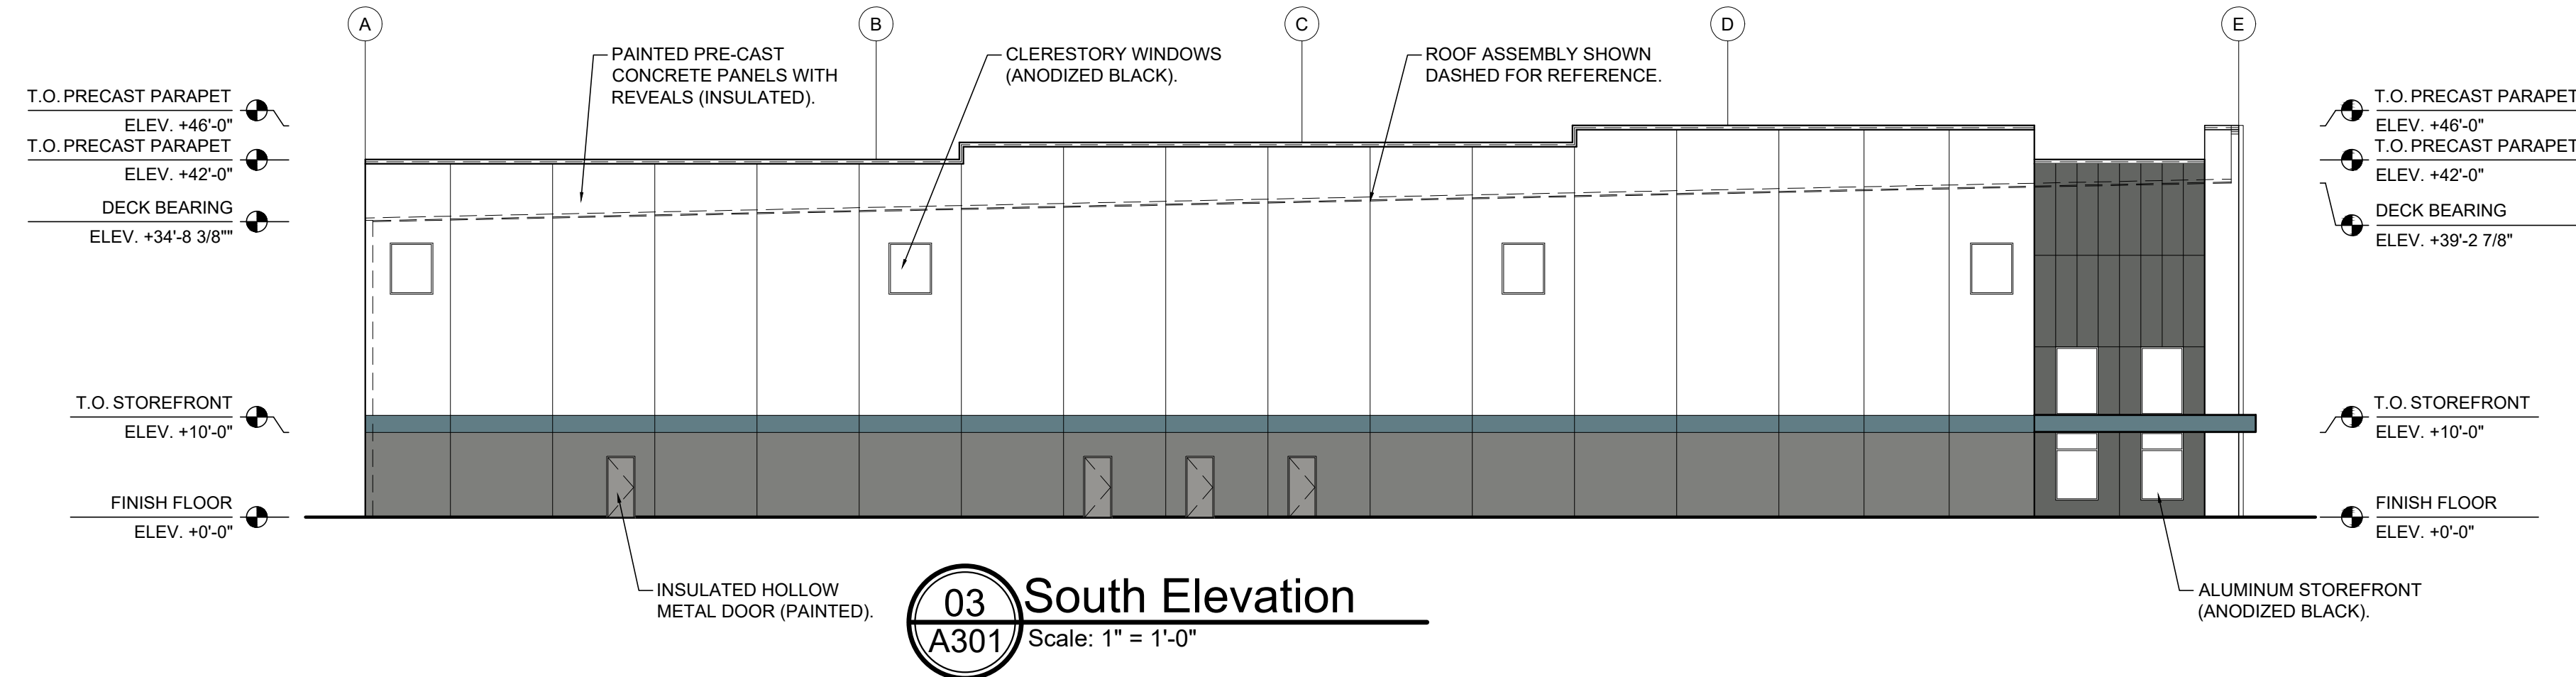 A
B
C
D
E
PAINTED PRE-CAST
CONCRETE PANELS WITH
REVEALS (INSULATED).
CLERESTORY WINDOWS
(ANODIZED BLACK).
ROOF ASSEMBLY SHOWN
DASHED FOR REFERENCE.
T.O. PRECAST PARAPET
ELEV. +46'-0"
T.O. PRECAST PARAPET
ELEV. +42'-0"
DECK BEARING
ELEV. +34'-8 3/8""
T.O. STOREFRONT
ELEV. +10'-0"
FINISH FLOOR
ELEV. +0'-0"
T.O. PRECAST PARAPET
ELEV. +46'-0"
T.O. PRECAST PARAPET
ELEV. +42'-0"
DECK BEARING
ELEV. +39'-2 7/8"
T.O. STOREFRONT
ELEV. +10'-0"
FINISH FLOOR
ELEV. +0'-0"
INSULATED HOLLOW
METAL DOOR (PAINTED).
ALUMINUM STOREFRONT
(ANODIZED BLACK).
03
A301
South Elevation
Scale: 1" = 1'-0"